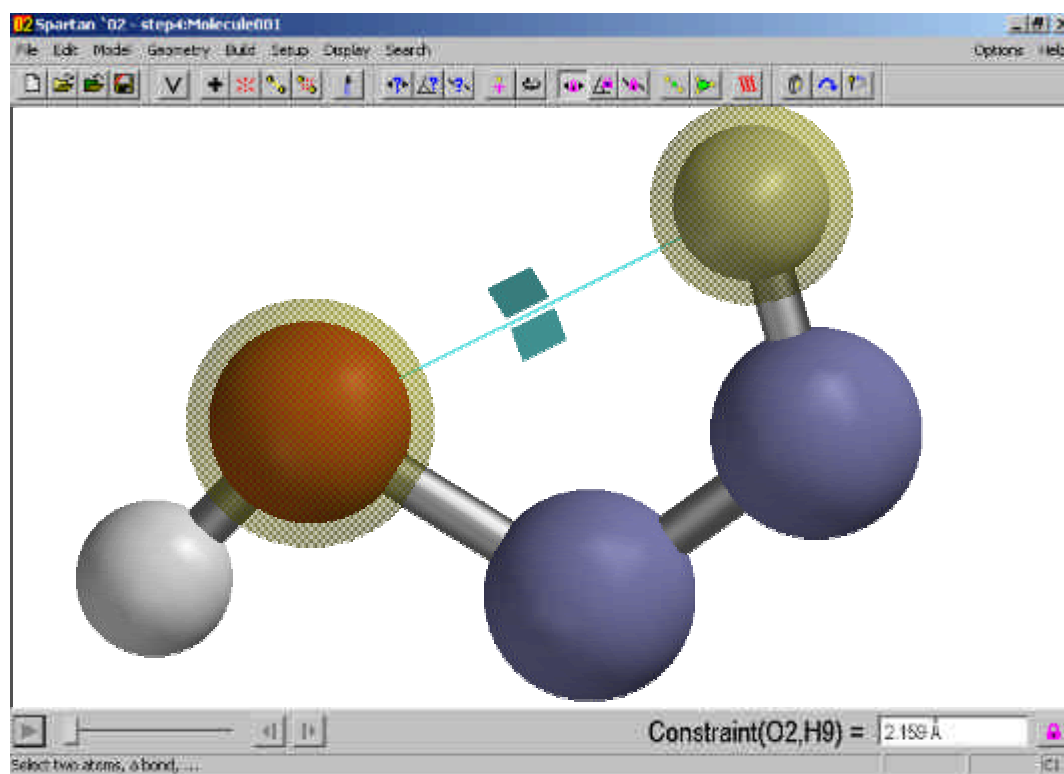 Spartan '02 - step4:Molecule001
File Edit Model Geometry Build Setup Display Search Options Help
Constraint(O2,H9) = 2.159 Å
Select two atoms, a bond, ...